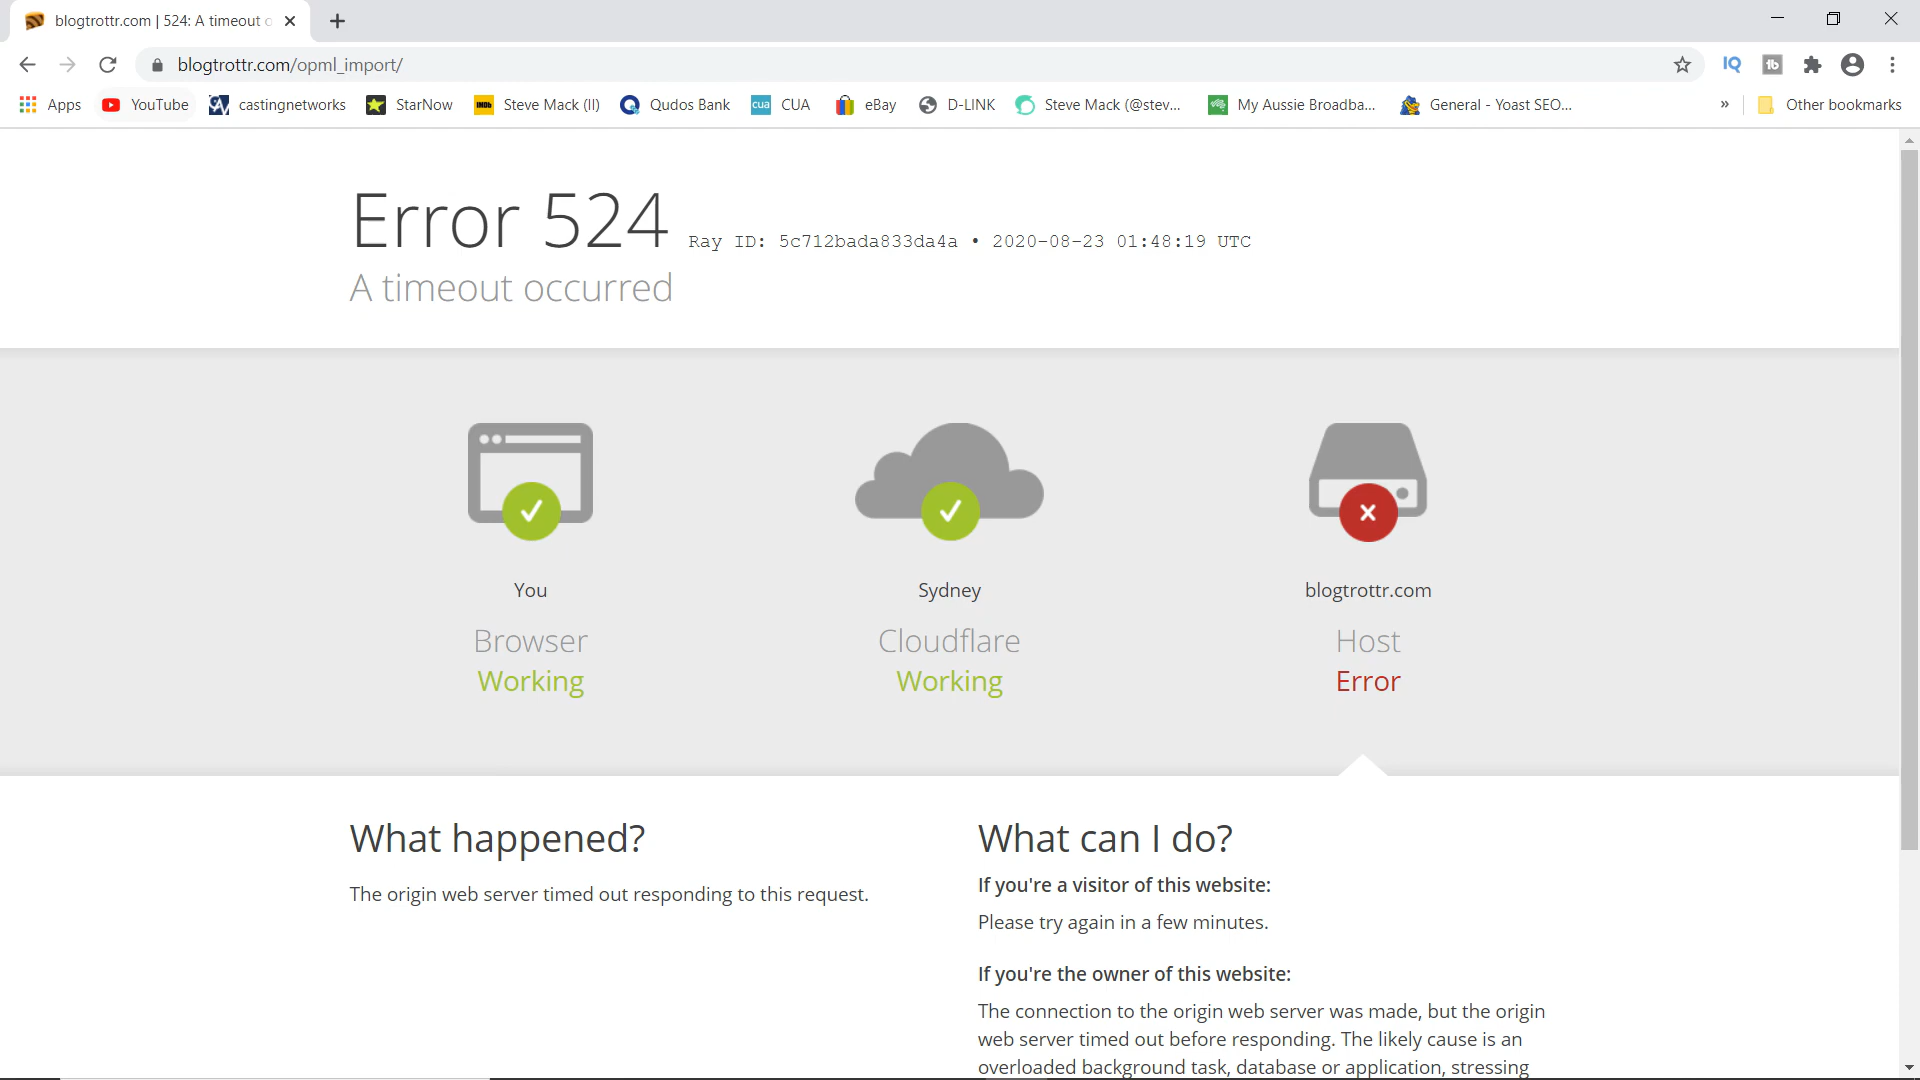 blogtrottr.com | 524: A timeout o
blogtrottr.com/opml_import/
IQ
tb
Apps
YouTube
castingnetworks
StarNow
IMDb
Steve Mack (II)
Qudos Bank
cua
CUA
eBay
D-LINK
Steve Mack (@stev...
My Aussie Broadba...
General - Yoast SEO...
»
Other bookmarks
Error 524
Ray ID: 5c712bada833da4a • 2020-08-23 01:48:19 UTC
A timeout occurred
You
Browser
Working
Sydney
Cloudflare
Working
blogtrottr.com
Host
Error
What happened?
The origin web server timed out responding to this request.
What can I do?
If you're a visitor of this website:
Please try again in a few minutes.
If you're the owner of this website:
The connection to the origin web server was made, but the origin
web server timed out before responding. The likely cause is an
overloaded background task, database or application, stressing